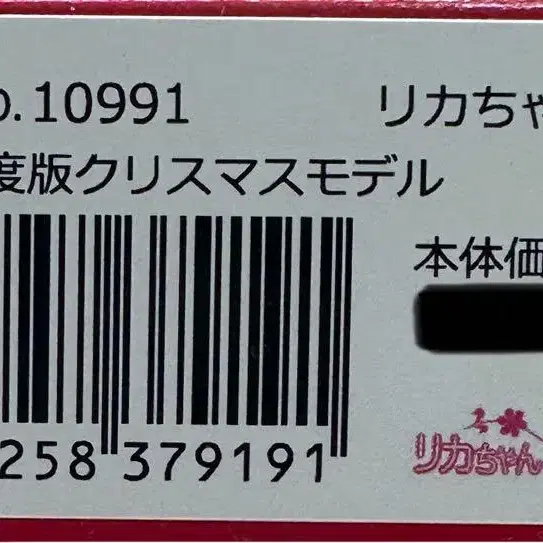 o.10991 リカちゃ
度版クリスマスモデル
本体価
258 379191
リカちゃん